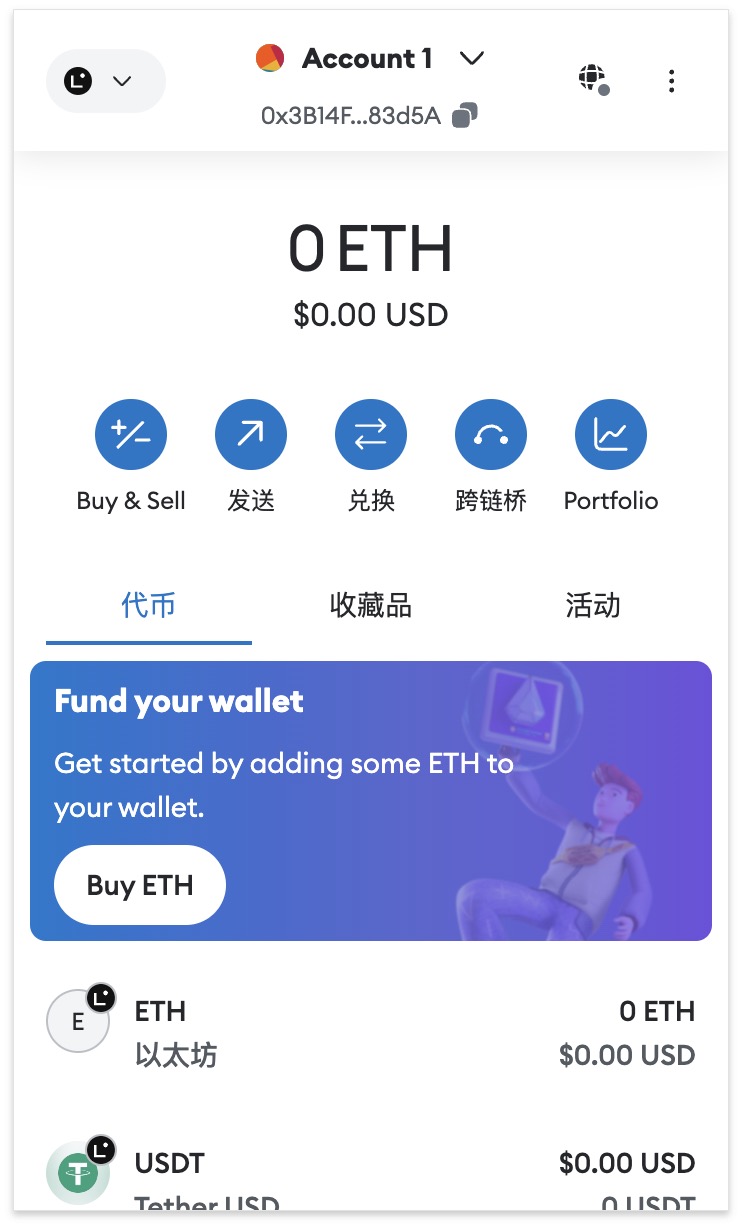 Account 1
0x3B14F...83d5A
0 ETH
$0.00 USD
Buy & Sell
发送
兑换
跨链桥
Portfolio
代币
收藏品
活动
Fund your wallet
Get started by adding some ETH to
your wallet.
Buy ETH
E
ETH
0 ETH
以太坊
$0.00 USD
USDT
$0.00 USD
Tether USD
0 USDT